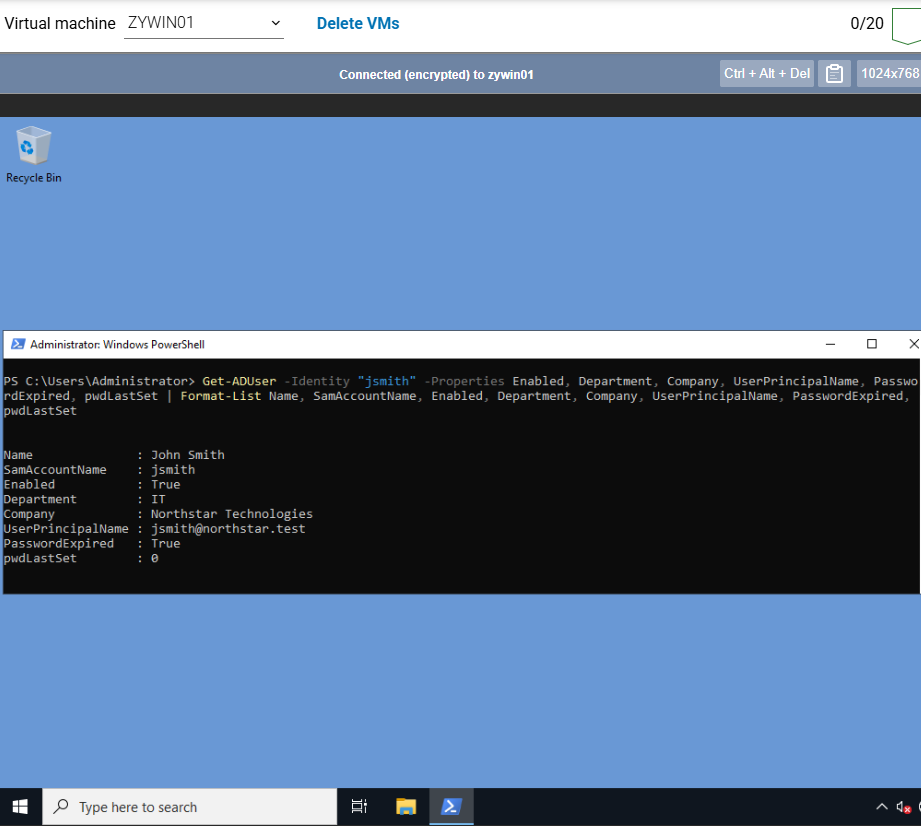 Virtual machine ZYWIN01 Delete VMs 0/20
Connected (encrypted) to zywin01 Ctrl + Alt + Del 1024x768
Recycle Bin
Administrator: Windows PowerShell
PS C:\Users\Administrator> Get-ADUser -Identity "jsmith" -Properties Enabled, Department, Company, UserPrincipalName, Passwo
rdExpired, pwdLastSet | Format-List Name, SamAccountName, Enabled, Department, Company, UserPrincipalName, PasswordExpired,
pwdLastSet
Name : John Smith
SamAccountName : jsmith
Enabled : True
Department : IT
Company : Northstar Technologies
UserPrincipalName : jsmith@northstar.test
PasswordExpired : True
pwdLastSet : 0
Type here to search